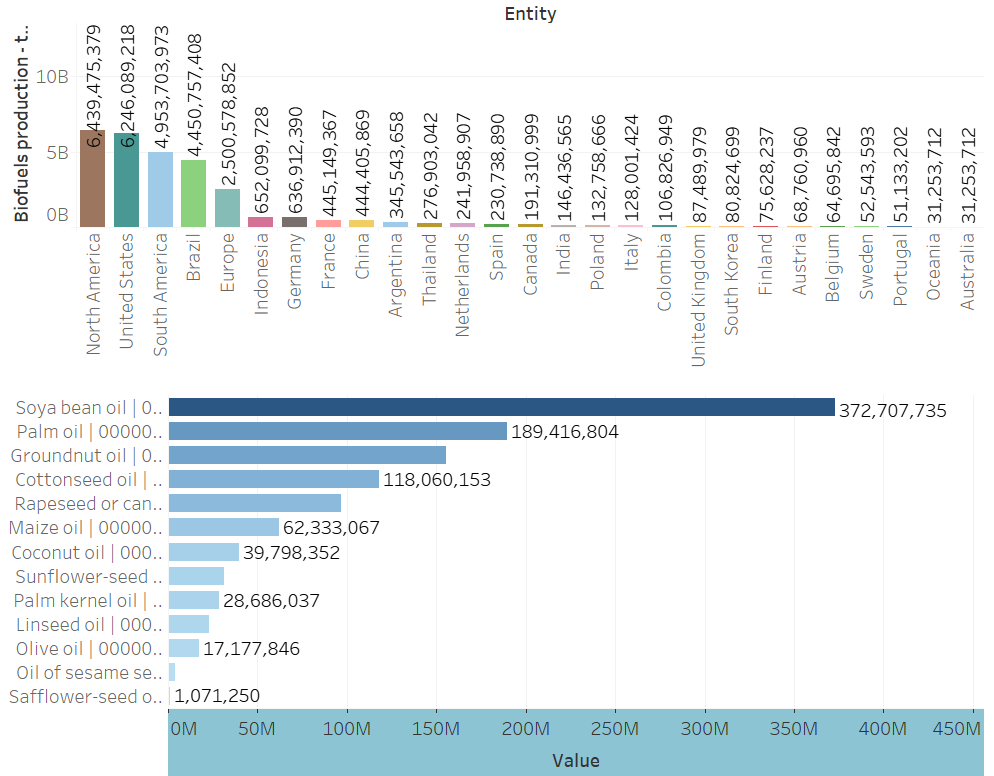 Entity
Biofuels production - t..
10B
5B
0B
6,439,475,379
6,246,089,218
4,953,703,973
4,450,757,408
2,500,578,852
652,099,728
636,912,390
445,149,367
444,405,869
345,543,658
276,903,042
241,958,907
230,738,890
191,310,999
146,436,565
132,758,666
128,001,424
106,826,949
87,489,979
80,824,699
75,628,237
68,760,960
64,695,842
52,543,593
51,133,202
31,253,712
31,253,712
North America
United States
South America
Brazil
Europe
Indonesia
Germany
France
China
Argentina
Thailand
Netherlands
Spain
Canada
India
Poland
Italy
Colombia
United Kingdom
South Korea
Finland
Austria
Belgium
Sweden
Portugal
Oceania
Australia
Soya bean oil | 0.. 372,707,735
Palm oil | 00000.. 189,416,804
Groundnut oil | 0..
Cottonseed oil | .. 118,060,153
Rapeseed or can..
Maize oil | 00000.. 62,333,067
Coconut oil | 000.. 39,798,352
Sunflower-seed ..
Palm kernel oil | .. 28,686,037
Linseed oil | 000..
Olive oil | 00000.. 17,177,846
Oil of sesame se..
Safflower-seed o.. 1,071,250
0M 50M 100M 150M 200M 250M 300M 350M 400M 450M
Value